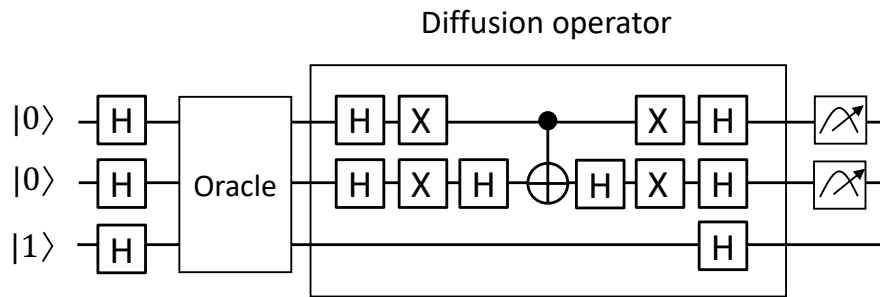 Diffusion operator
|0⟩ H H X X H
|0⟩ H Oracle H X H H X H
|1⟩ H H